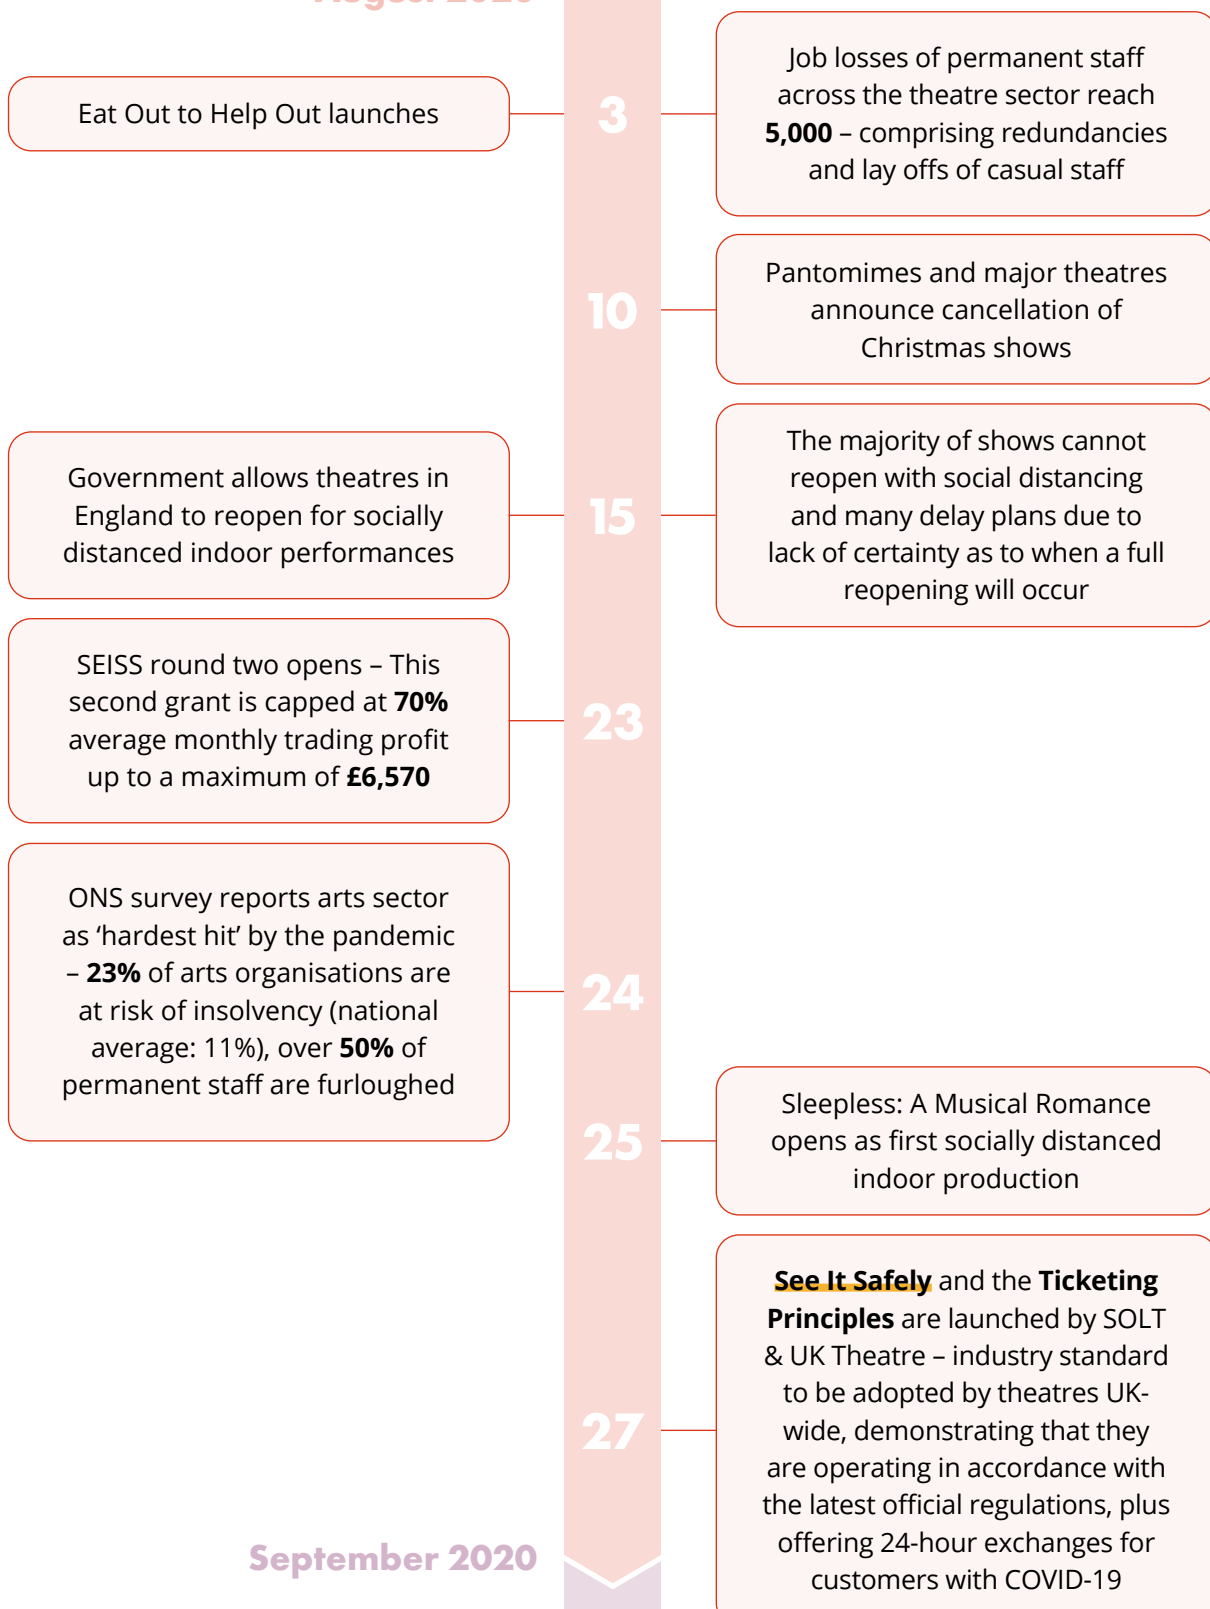 August 2020
Eat Out to Help Out launches
3
Job losses of permanent staff
across the theatre sector reach
5,000 – comprising redundancies
and lay offs of casual staff
10
Pantomimes and major theatres
announce cancellation of
Christmas shows
Government allows theatres in
England to reopen for socially
distanced indoor performances
15
The majority of shows cannot
reopen with social distancing
and many delay plans due to
lack of certainty as to when a full
reopening will occur
SEISS round two opens – This
second grant is capped at 70%
average monthly trading profit
up to a maximum of £6,570
23
ONS survey reports arts sector
as ‘hardest hit’ by the pandemic
– 23% of arts organisations are
at risk of insolvency (national
average: 11%), over 50% of
permanent staff are furloughed
24
25
Sleepless: A Musical Romance
opens as first socially distanced
indoor production
27
See It Safely and the Ticketing
Principles are launched by SOLT
& UK Theatre – industry standard
to be adopted by theatres UK-
wide, demonstrating that they
are operating in accordance with
the latest official regulations, plus
offering 24-hour exchanges for
customers with COVID-19
September 2020